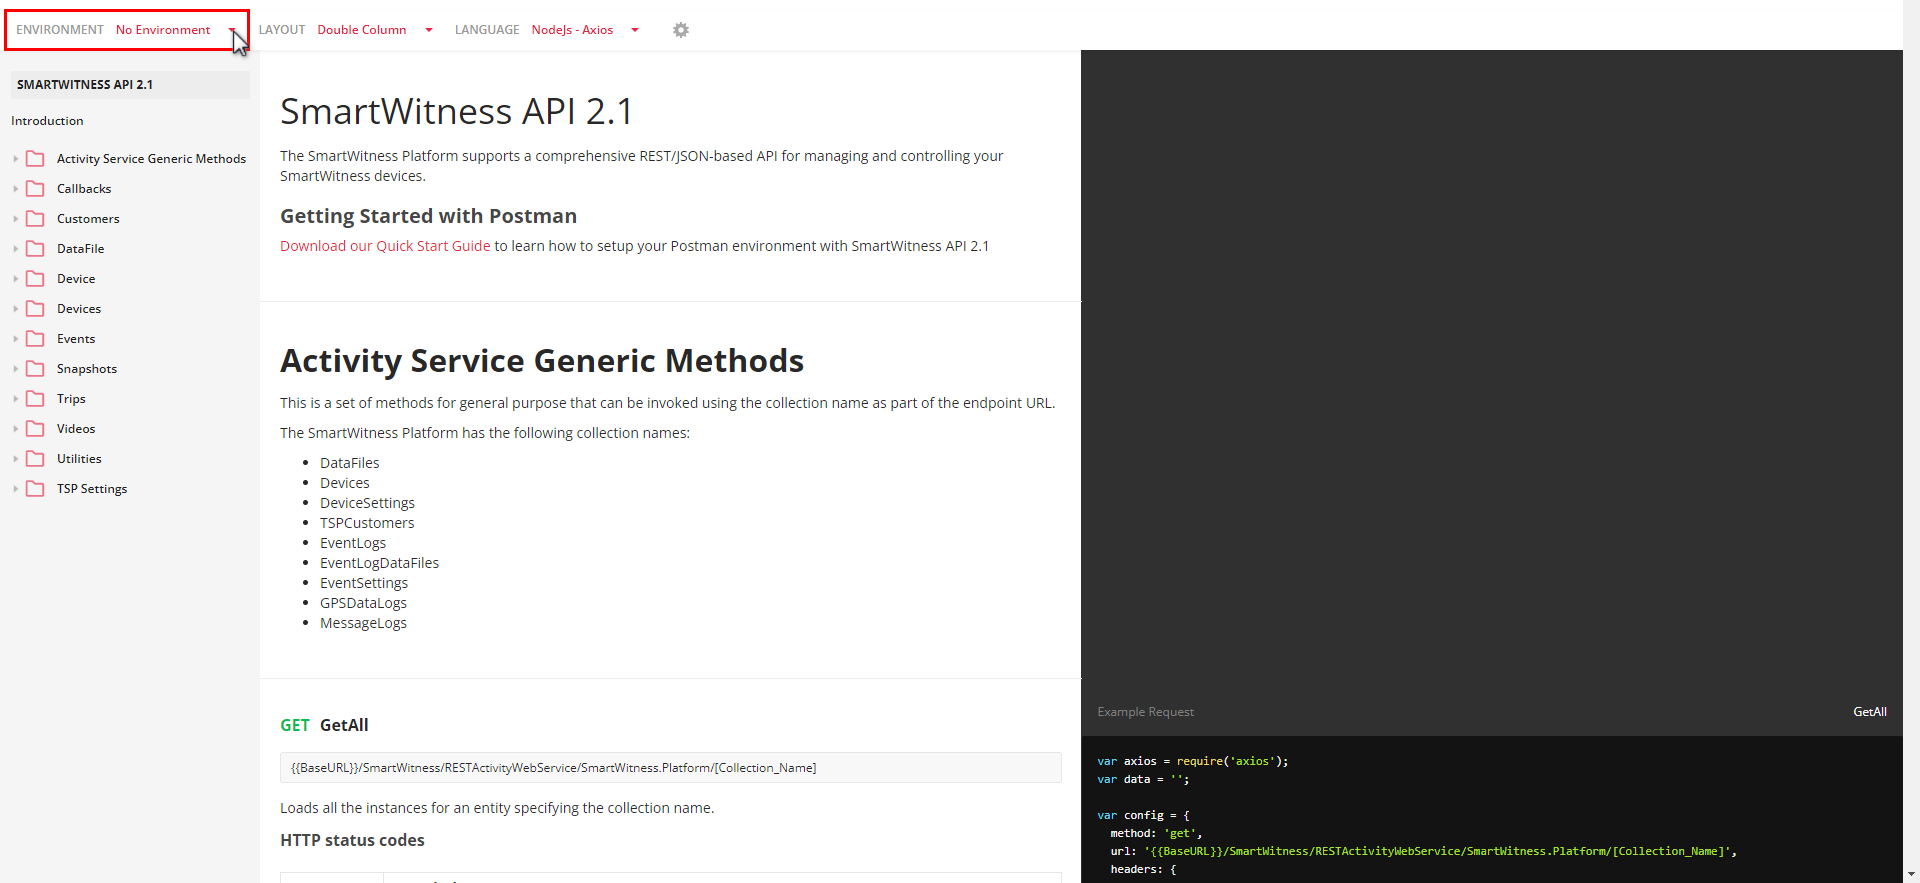 ENVIRONMENT No Environment LAYOUT Double Column LANGUAGE NodeJs - Axios
SMARTWITNESS API 2.1
Introduction
Activity Service Generic Methods
Callbacks
Customers
DataFile
Device
Devices
Events
Snapshots
Trips
Videos
Utilities
TSP Settings
SmartWitness API 2.1
The SmartWitness Platform supports a comprehensive REST/JSON-based API for managing and controlling your
SmartWitness devices.
Getting Started with Postman
Download our Quick Start Guide to learn how to setup your Postman environment with SmartWitness API 2.1
Activity Service Generic Methods
This is a set of methods for general purpose that can be invoked using the collection name as part of the endpoint URL.
The SmartWitness Platform has the following collection names:
DataFiles
Devices
DeviceSettings
TSPCustomers
EventLogs
EventLogDataFiles
EventSettings
GPSDataLogs
MessageLogs
GET GetAll
{{BaseURL}}/SmartWitness/RESTActivityWebService/SmartWitness.Platform/[Collection_Name]
Loads all the instances for an entity specifying the collection name.
HTTP status codes
Example Request GetAll
var axios = require('axios');
var data = '';
var config = {
method: 'get',
url: '{{BaseURL}}/SmartWitness/RESTActivityWebService/SmartWitness.Platform/[Collection_Name]',
headers: {